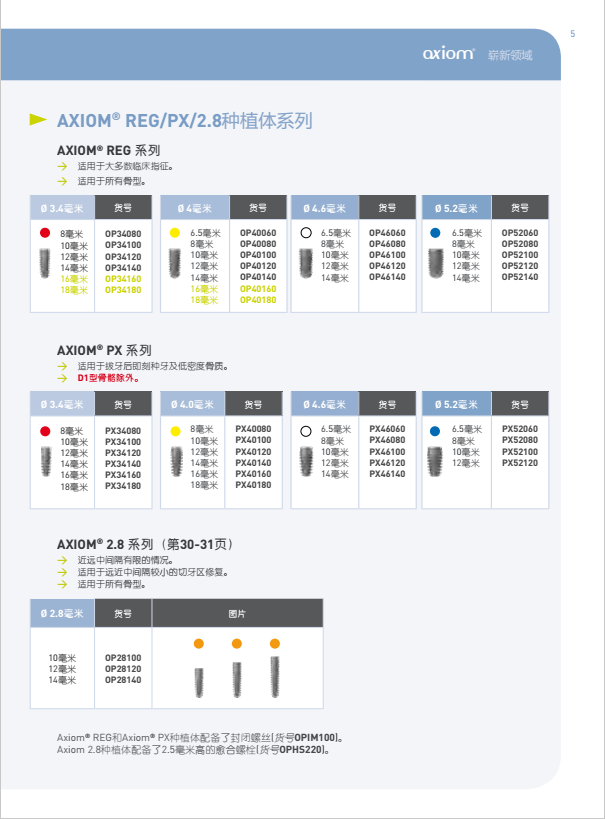 5
axiom® 崭新领域
AXIOM® REG/PX/2.8种植体系列
AXIOM® REG 系列
→ 适用于大多数临床指征。
→ 适用于所有骨型。
Ø 3.4毫米 货号
8毫米 OP34080
10毫米 OP34100
12毫米 OP34120
14毫米 OP34140
16毫米 OP34160
18毫米 OP34180
Ø 4毫米 货号
6.5毫米 OP40060
8毫米 OP40080
10毫米 OP40100
12毫米 OP40120
14毫米 OP40140
16毫米 OP40160
18毫米 OP40180
Ø 4.6毫米 货号
6.5毫米 OP46060
8毫米 OP46080
10毫米 OP46100
12毫米 OP46120
14毫米 OP46140
Ø 5.2毫米 货号
6.5毫米 OP52060
8毫米 OP52080
10毫米 OP52100
12毫米 OP52120
14毫米 OP52140
AXIOM® PX 系列
→ 适用于拔牙后即刻种牙及低密度骨质。
→ D1型骨骼除外。
Ø 3.4毫米 货号
8毫米 PX34080
10毫米 PX34100
12毫米 PX34120
14毫米 PX34140
16毫米 PX34160
18毫米 PX34180
Ø 4.0毫米 货号
8毫米 PX40080
10毫米 PX40100
12毫米 PX40120
14毫米 PX40140
16毫米 PX40160
18毫米 PX40180
Ø 4.6毫米 货号
6.5毫米 PX46060
8毫米 PX46080
10毫米 PX46100
12毫米 PX46120
14毫米 PX46140
Ø 5.2毫米 货号
6.5毫米 PX52060
8毫米 PX52080
10毫米 PX52100
12毫米 PX52120
AXIOM® 2.8 系列（第30-31页）
→ 近远中间隔有限的情况。
→ 适用于远近中间隔较小的切牙区修复。
→ 适用于所有骨型。
Ø 2.8毫米 货号 图片
10毫米 OP28100
12毫米 OP28120
14毫米 OP28140
Axiom® REG和Axiom® PX种植体配备了封闭螺丝(货号OPIM100)。
Axiom 2.8种植体配备了2.5毫米高的愈合螺栓(货号OPHS220)。